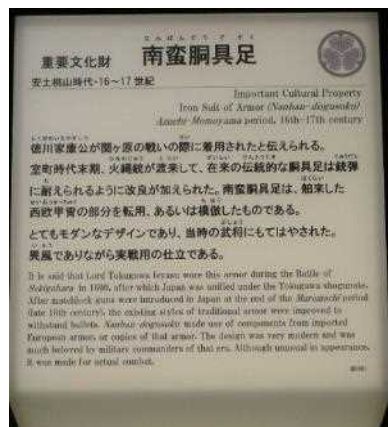 なんばんどうぐそく
重要文化財 南蛮胴具足
安土桃山時代・16～17世紀
Important Cultural Property
Iron Suit of Armor (Nanban-dōgusoku)
Azuchi-Momoyama period, 16th-17th century
徳川家康公が関ヶ原の戦いの際に着用されたと伝えられる。
室町時代末期、火縄銃が渡来して、在来の伝統的な胴具足は銃弾
に耐えられるように改良が加えられた。南蛮胴具足は、舶来した
西欧甲冑の部分を転用、あるいは模倣したものである。
とてもモダンなデザインであり、当時の武将にもてはやされた。
異風でありながら実戦用の仕立である。
It is said that Lord Tokugawa Ieyasu wore this armor during the Battle of
Sekigahara in 1600, after which Japan was unified under the Tokugawa shogunate.
After matchlock guns were introduced in Japan at the end of the Muromachi period
(late 16th century), the existing styles of traditional armor were improved to
withstand bullets. Nanban-dōgusoku made use of components from imported
European armor, or copies of that armor. The design was very modern and was
much beloved by military commanders of that era. Although unusual in appearance,
it was made for actual combat.